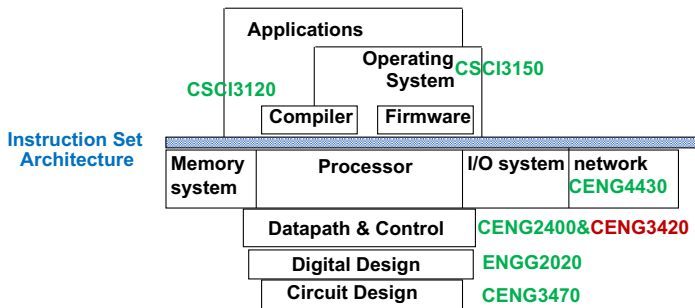 Applications
Operating
System
CSCI3150
CSCI3120
Compiler
Firmware
Instruction Set
Architecture
Memory
system
Processor
I/O system
network
CENG4430
Datapath & Control
CENG2400&CENG3420
Digital Design
ENGG2020
Circuit Design
CENG3470